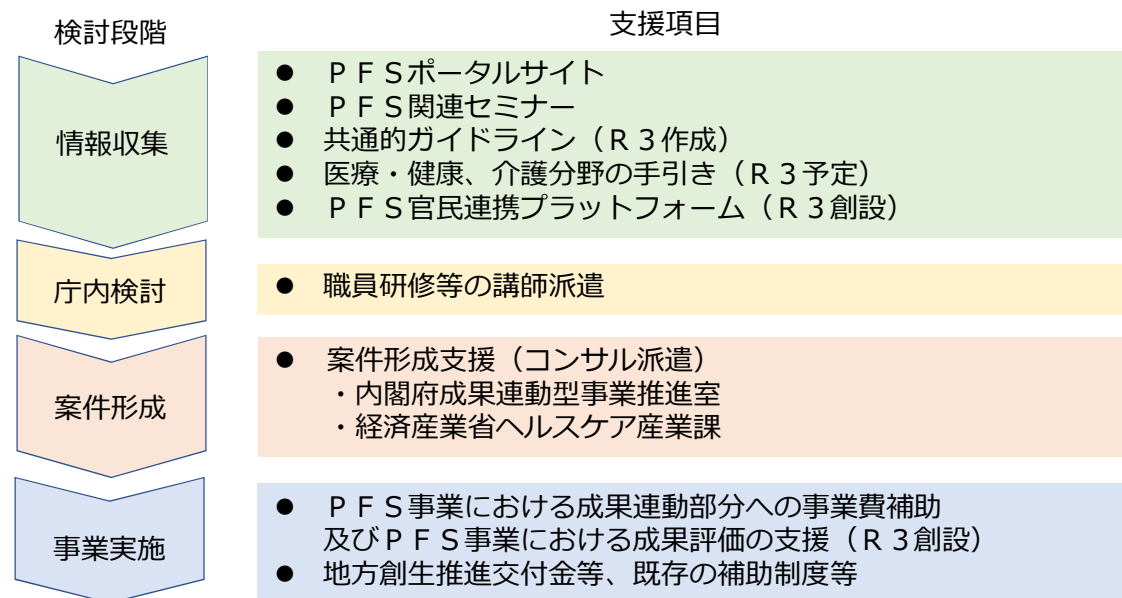 検討段階
支援項目
情報収集
● ＰＦＳポータルサイト
● ＰＦＳ関連セミナー
● 共通的ガイドライン（Ｒ３作成）
● 医療・健康、介護分野の手引き（Ｒ３予定）
● ＰＦＳ官民連携プラットフォーム（Ｒ３創設）
庁内検討
● 職員研修等の講師派遣
案件形成
● 案件形成支援（コンサル派遣）
・内閣府成果連動型事業推進室
・経済産業省ヘルスケア産業課
事業実施
● ＰＦＳ事業における成果連動部分への事業費補助
及びＰＦＳ事業における成果評価の支援（Ｒ３創設）
● 地方創生推進交付金等、既存の補助制度等